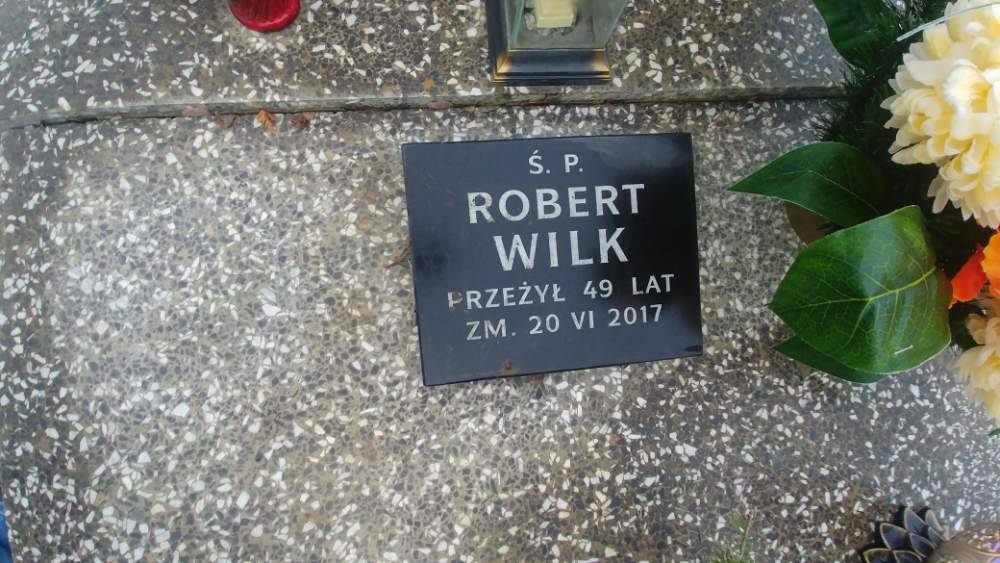 Ś. P.
ROBERT
WILK
PRZEŻYŁ 49 LAT
ZM. 20 VI 2017